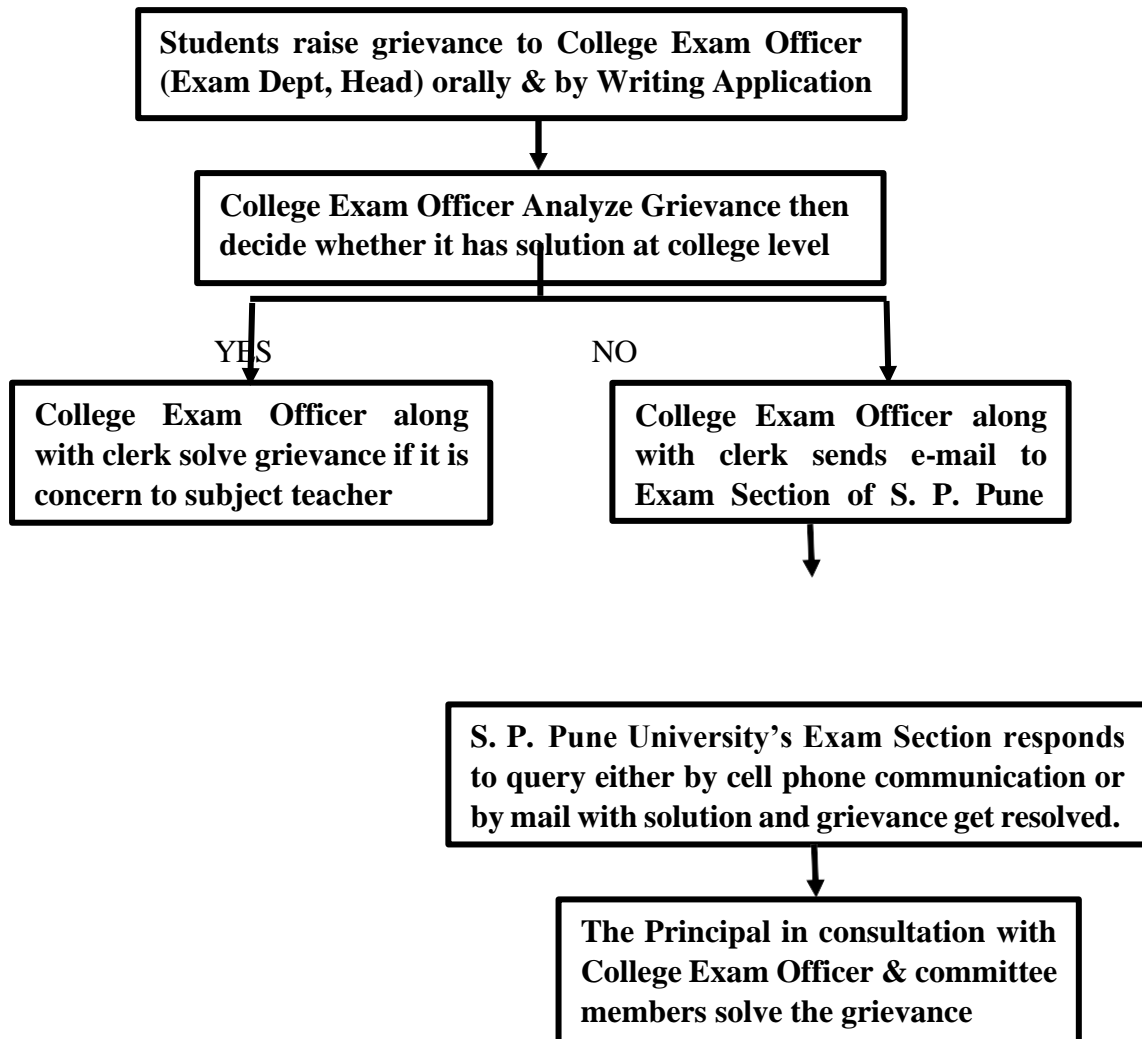 Students raise grievance to College Exam Officer
(Exam Dept, Head) orally & by Writing Application
College Exam Officer Analyze Grievance then
decide whether it has solution at college level
YES
NO
College Exam Officer along
with clerk solve grievance if it is
concern to subject teacher
College Exam Officer along
with clerk sends e-mail to
Exam Section of S. P. Pune
S. P. Pune University’s Exam Section responds
to query either by cell phone communication or
by mail with solution and grievance get resolved.
The Principal in consultation with
College Exam Officer & committee
members solve the grievance